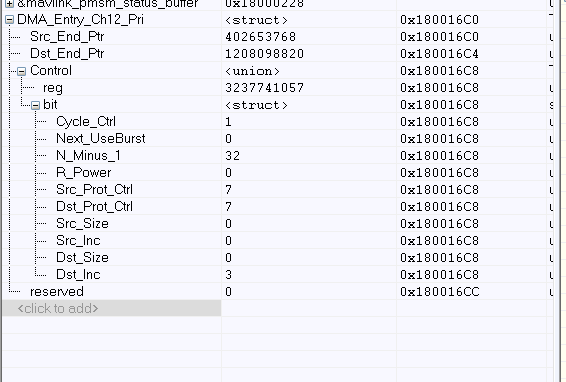 &mavlink_pmsm_status_buffer 0x18000228
DMA_Entry_Ch12_Pri <struct> 0x180016C0
Src_End_Ptr 402653768 0x180016C0 u
Dst_End_Ptr 1208098820 0x180016C4 u
Control <union> 0x180016C8
reg 3237741057 0x180016C8 u
bit <struct> 0x180016C8 s
Cycle_Ctrl 1 0x180016C8 u
Next_UseBurst 0 0x180016C8 u
N_Minus_1 32 0x180016C8 u
R_Power 0 0x180016C8 u
Src_Prot_Ctrl 7 0x180016C8 u
Dst_Prot_Ctrl 7 0x180016C8 u
Src_Size 0 0x180016C8 u
Src_Inc 0 0x180016C8 u
Dst_Size 0 0x180016C8 u
Dst_Inc 3 0x180016C8 u
reserved 0 0x180016CC u
<click to add>